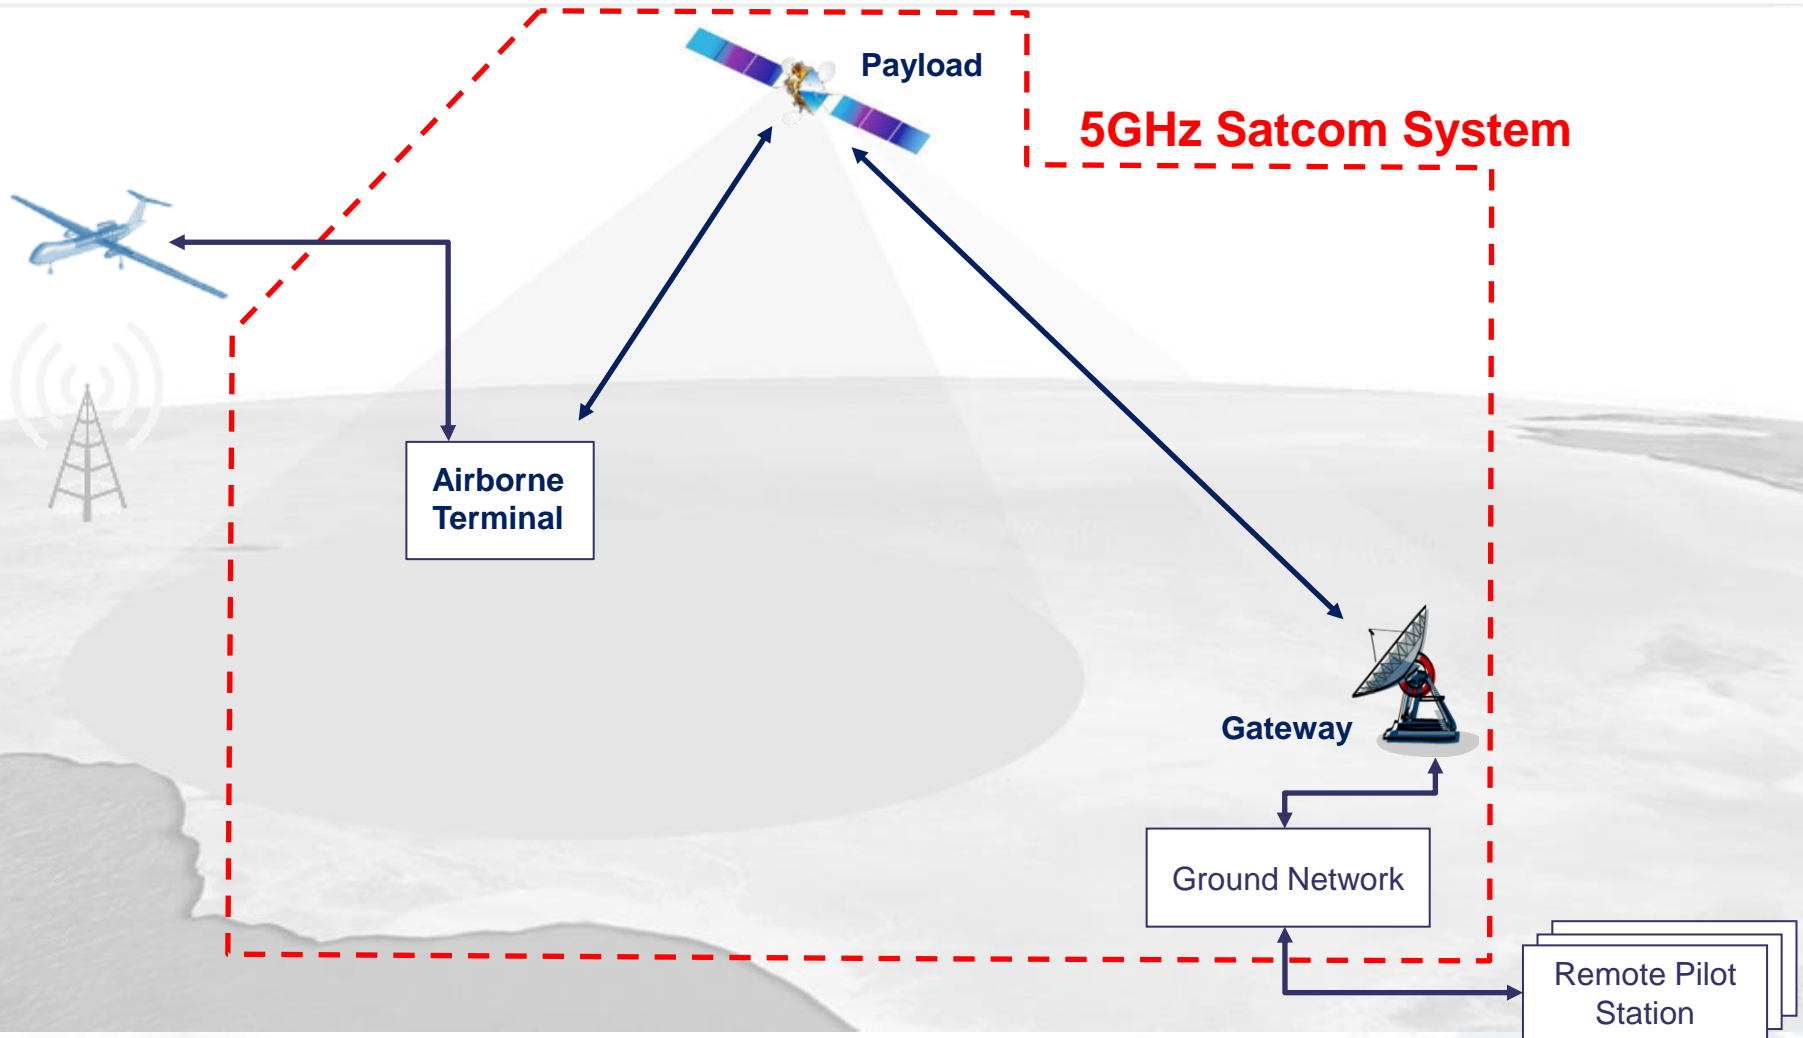 Payload
5GHz Satcom System
Airborne
Terminal
Gateway
Ground Network
Remote Pilot
Station